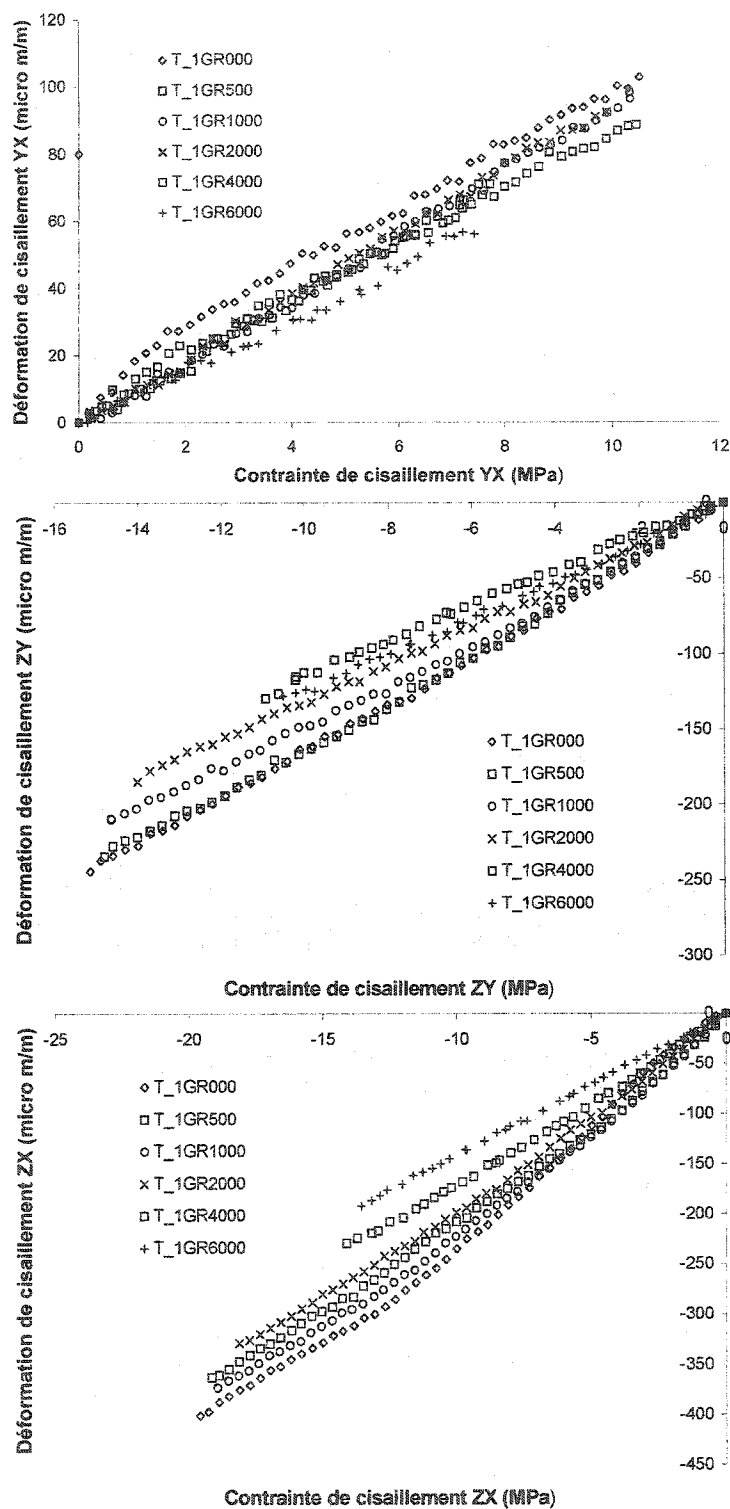 120
100
80
60
40
20
0
Déformation de cisaillement YX (micro m/m)
T_1GR000
T_1GR500
T_1GR1000
T_1GR2000
T_1GR4000
T_1GR6000
0 2 4 6 8 10 12
Contrainte de cisaillement YX (MPa)
-16 -14 -12 -10 -8 -6 -4 -2 0
0
-50
-100
-150
-200
-250
-300
Déformation de cisaillement ZY (micro m/m)
T_1GR000
T_1GR500
T_1GR1000
T_1GR2000
T_1GR4000
T_1GR6000
Contrainte de cisaillement ZY (MPa)
-25 -20 -15 -10 -5 0
0
-50
-100
-150
-200
-250
-300
-350
-400
-450
Déformation de cisaillement ZX (micro m/m)
T_1GR000
T_1GR500
T_1GR1000
T_1GR2000
T_1GR4000
T_1GR6000
Contrainte de cisaillement ZX (MPa)